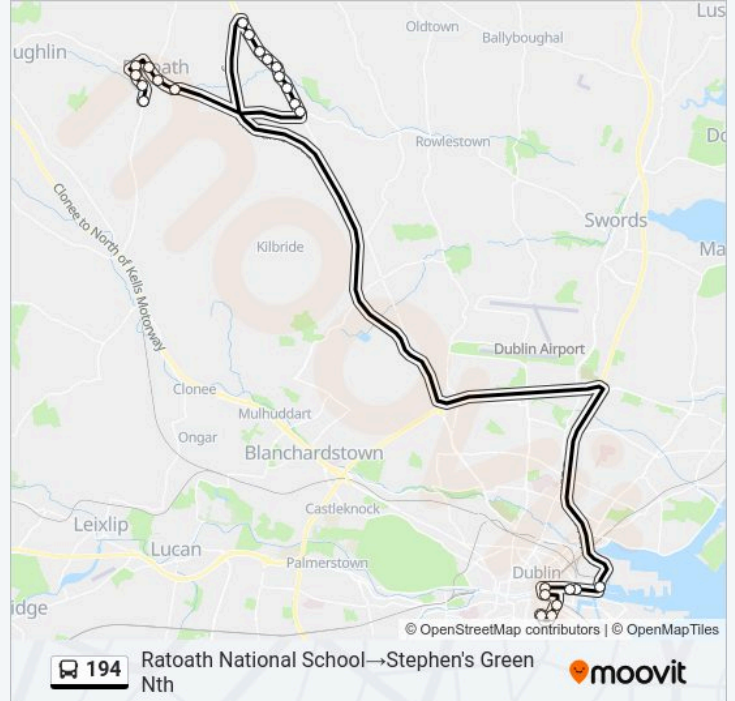 Oldtown
Lus
Ballyboughal
ughlin
Ratoath
Rowlestown
Do
Swords
Clonee to North of Kells Motorway
Kilbride
Ma
Dublin Airport
Clonee
Mulhuddart
Ongar
Blanchardstown
Castleknock
Leixlip
Lucan
Palmerstown
Dublin
idge
moovit
© OpenStreetMap contributors | © OpenMapTiles
194
Ratoath National School→Stephen's Green
Nth
moovit